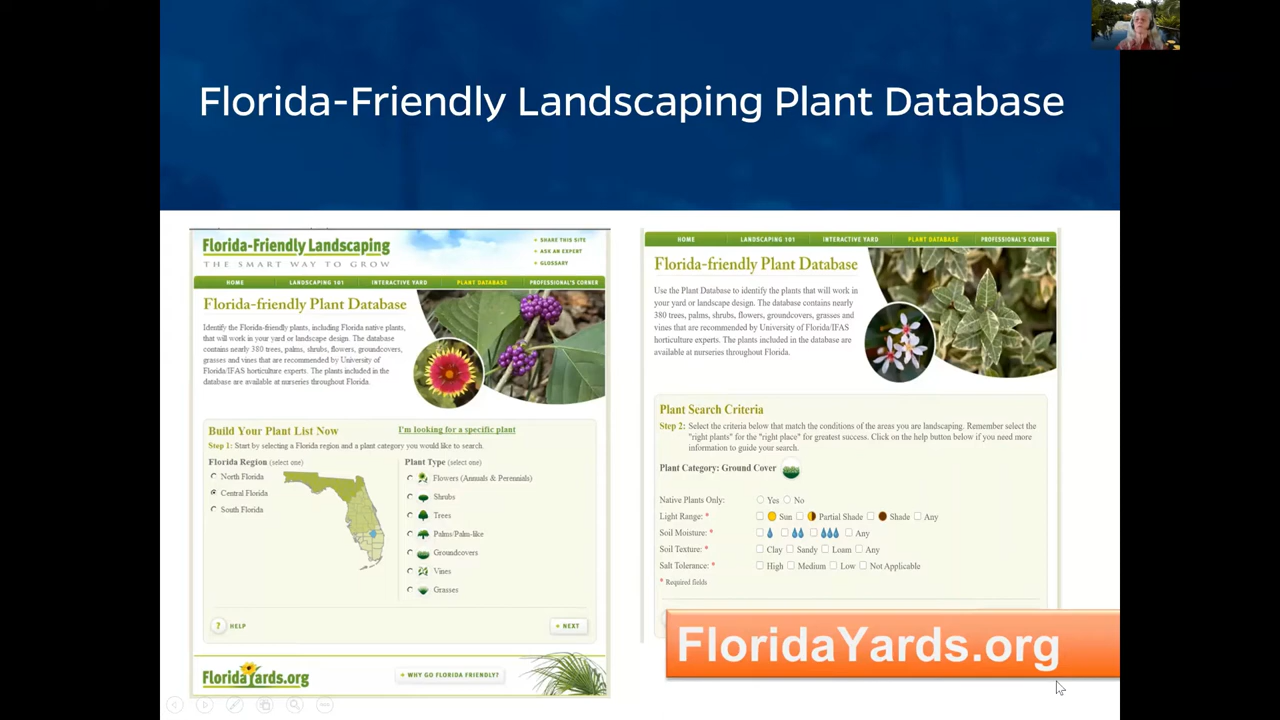 Florida-Friendly Landscaping Plant Database
Florida-Friendly Landscaping
THE SMART WAY TO GROW
SHARE THIS SITE
ASK AN EXPERT
GLOSSARY
HOME LANDSCAPING 101 INTERACTIVE YARD PLANT DATABASE PROFESSIONAL'S CORNER
Florida-friendly Plant Database
Identify the Florida-friendly plants, including Florida native plants,
that will work in your yard or landscape design. The database
contains nearly 380 trees, palms, shrubs, flowers, groundcovers,
grasses and vines that are recommended by University of
Florida/IFAS horticulture experts. The plants included in the
database are available at nurseries throughout Florida.
Build Your Plant List Now I'm looking for a specific plant
Step 1: Start by selecting a Florida region and a plant category you would like to search.
Florida Region (select one)
North Florida
Central Florida
South Florida
Plant Type (select one)
Flowers (Annuals & Perennials)
Shrubs
Trees
Palms/Palm-like
Groundcovers
Vines
Grasses
? HELP NEXT
FloridaYards.org WHY GO FLORIDA FRIENDLY?
HOME LANDSCAPING 101 INTERACTIVE YARD PLANT DATABASE PROFESSIONAL'S CORNER
Florida-friendly Plant Database
Use the Plant Database to identify the plants that will work in
your yard or landscape design. The database contains nearly
380 trees, palms, shrubs, flowers, groundcovers, grasses and
vines that are recommended by University of Florida/IFAS
horticulture experts. The plants included in the database are
available at nurseries throughout Florida.
Plant Search Criteria
Step 2: Select the criteria below that match the conditions of the areas you are landscaping. Remember select the
"right plants" for the "right place" for greatest success. Click on the help button below if you need more
information to guide your search.
Plant Category: Ground Cover
Native Plants Only: Yes No
Light Range: * Sun Partial Shade Shade Any
Soil Moisture: * Any
Soil Texture: * Clay Sandy Loam Any
Salt Tolerance: * High Medium Low Not Applicable
* Required fields
FloridaYards.org